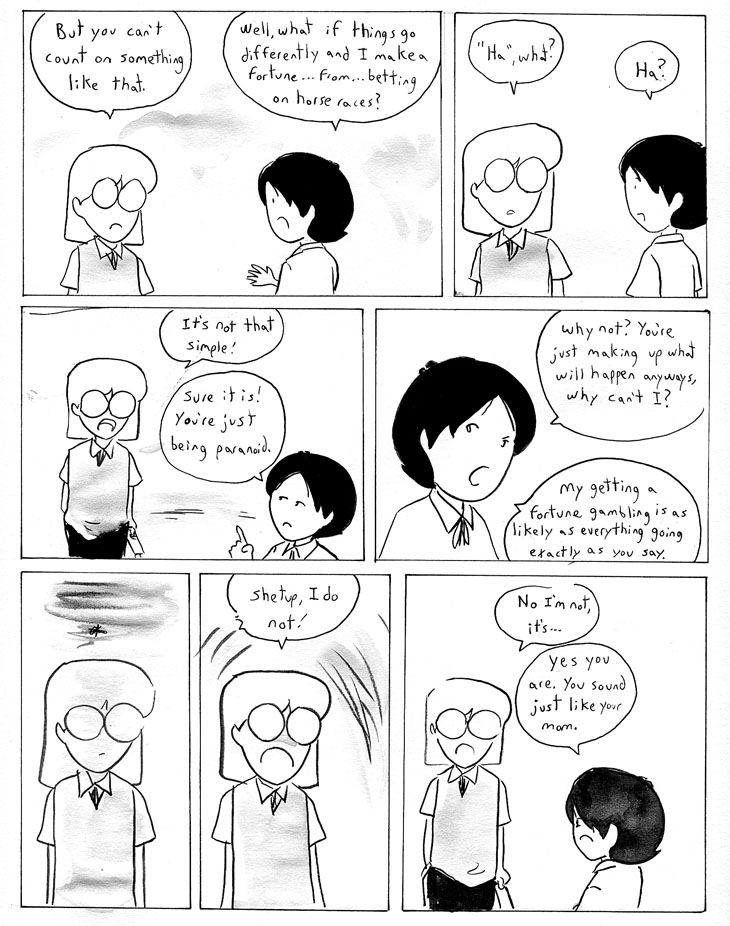 Ha?
"Ha", what?
Well, what if things go
differently and I make a
fortune... from... betting
on horse races?
But you can't
count on something
like that.
why not? You're
just making up what
will happen anyways,
why can't I?
My getting a
fortune gambling is as
likely as everything going
exactly as you say.
It's not that
simple!
Sure it is!
You're just
being paranoid.
No I'm not,
it's...
Yes you
are. You sound
just like your
mom.
Shetup, I do
not!